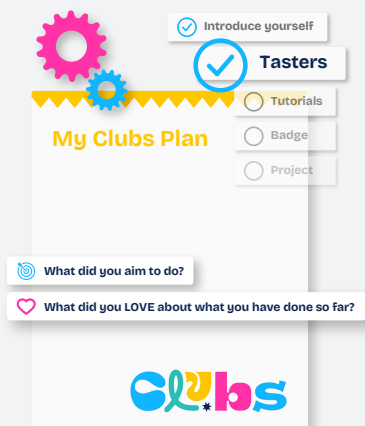 Introduce yourself
Tasters
Tutorials
Badge
Project
My Clubs Plan
What did you aim to do?
What did you LOVE about what you have done so far?
Clubs